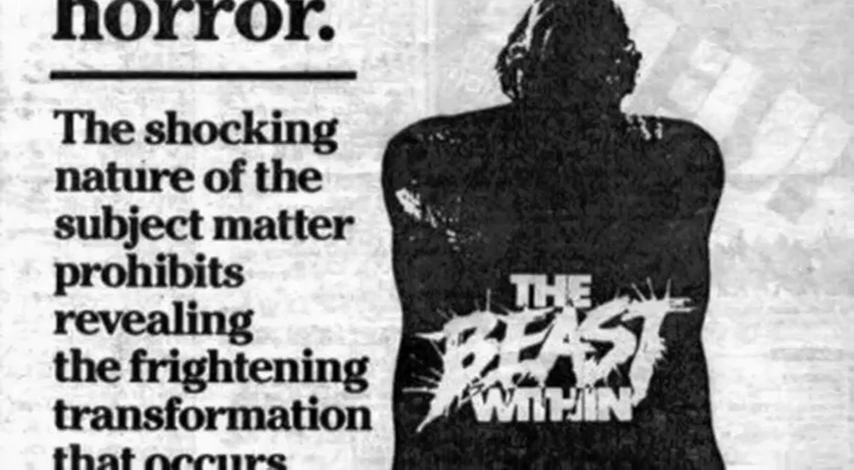 horror.
The shocking
nature of the
subject matter
prohibits
revealing
the frightening
transformation
that occurs
THE
BEAST
WITHIN